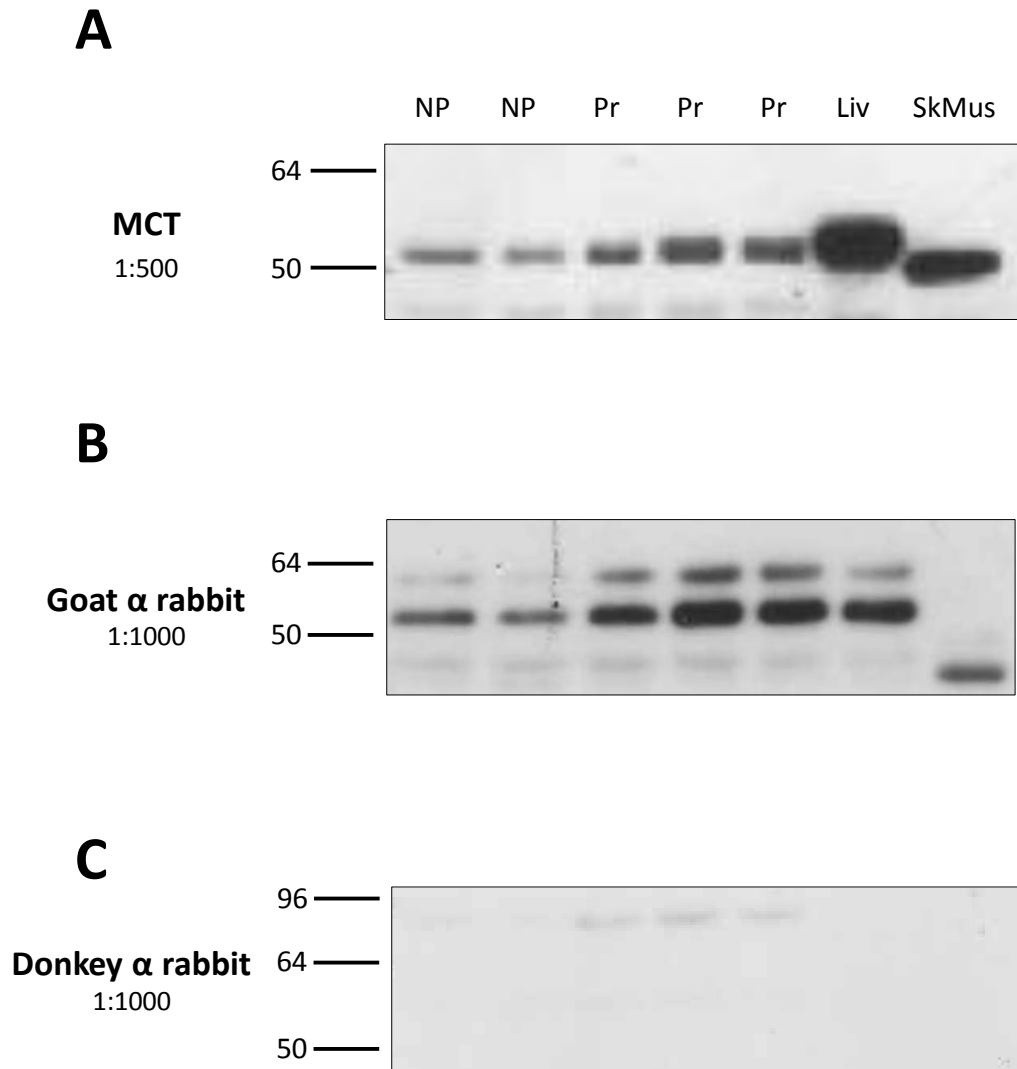 A
NP NP Pr Pr Pr Liv SkMus
64
MCT
1:500
50
B
64
Goat α rabbit
1:1000
50
C
96
Donkey α rabbit
64
1:1000
50